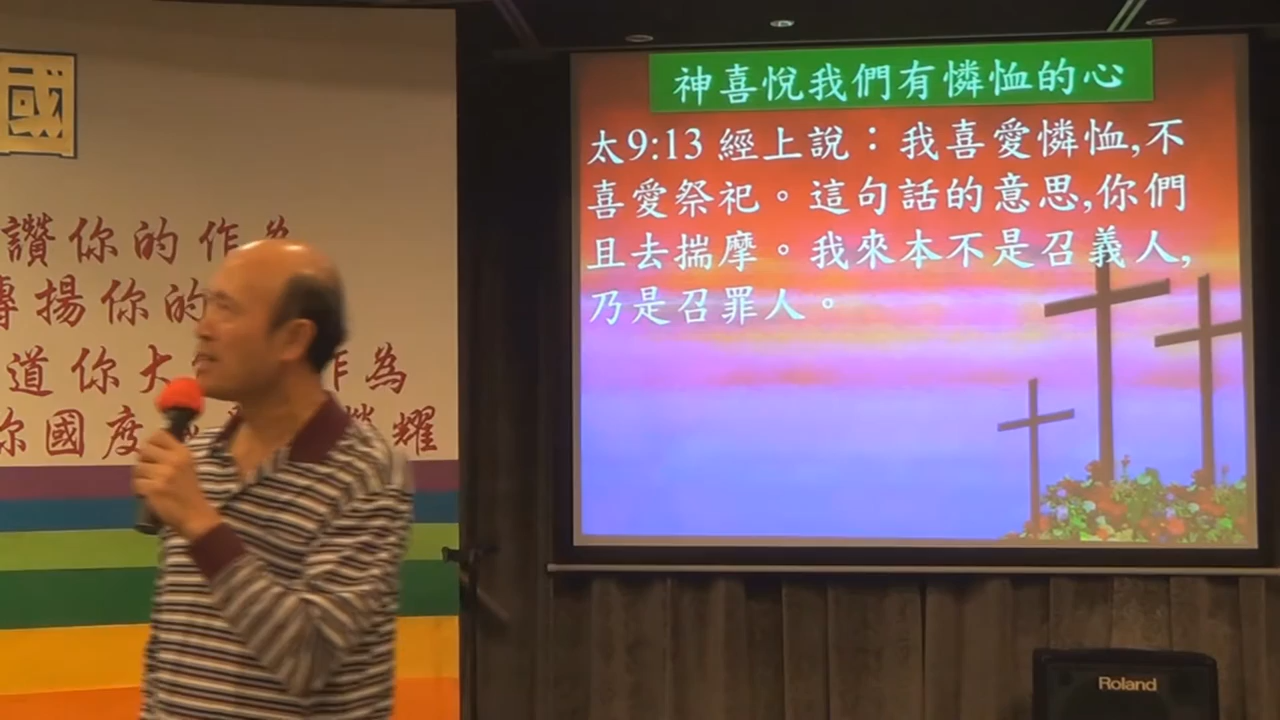 國
讚你的作為
傳揚你的
道你大 作為
你國度 榮耀
神喜悅我們有憐恤的心
太9:13 經上說：我喜愛憐恤,不
喜愛祭祀。這句話的意思,你們
且去揣摩。我來本不是召義人,
乃是召罪人。
Roland